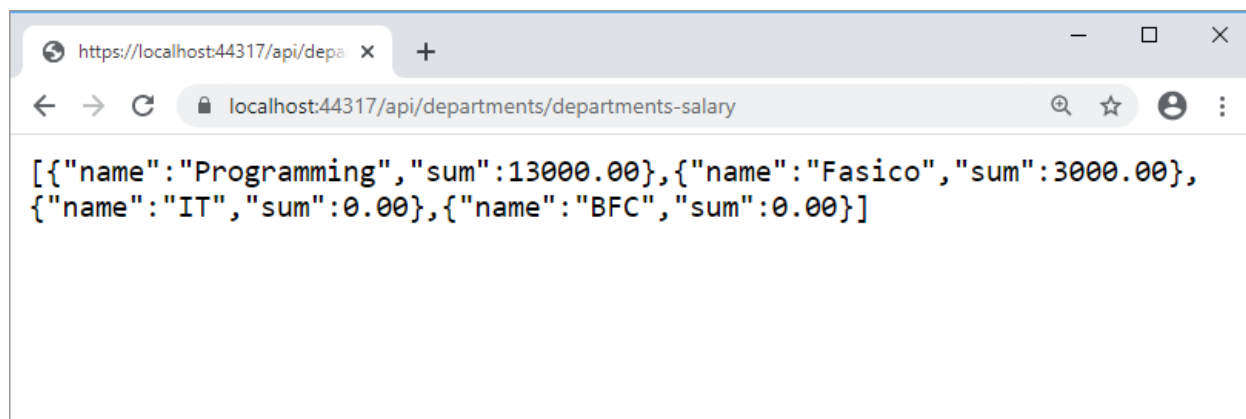 https://localhost:44317/api/depa
localhost:44317/api/departments/departments-salary
[{"name":"Programming","sum":13000.00},{"name":"Fasico","sum":3000.00},
{"name":"IT","sum":0.00},{"name":"BFC","sum":0.00}]